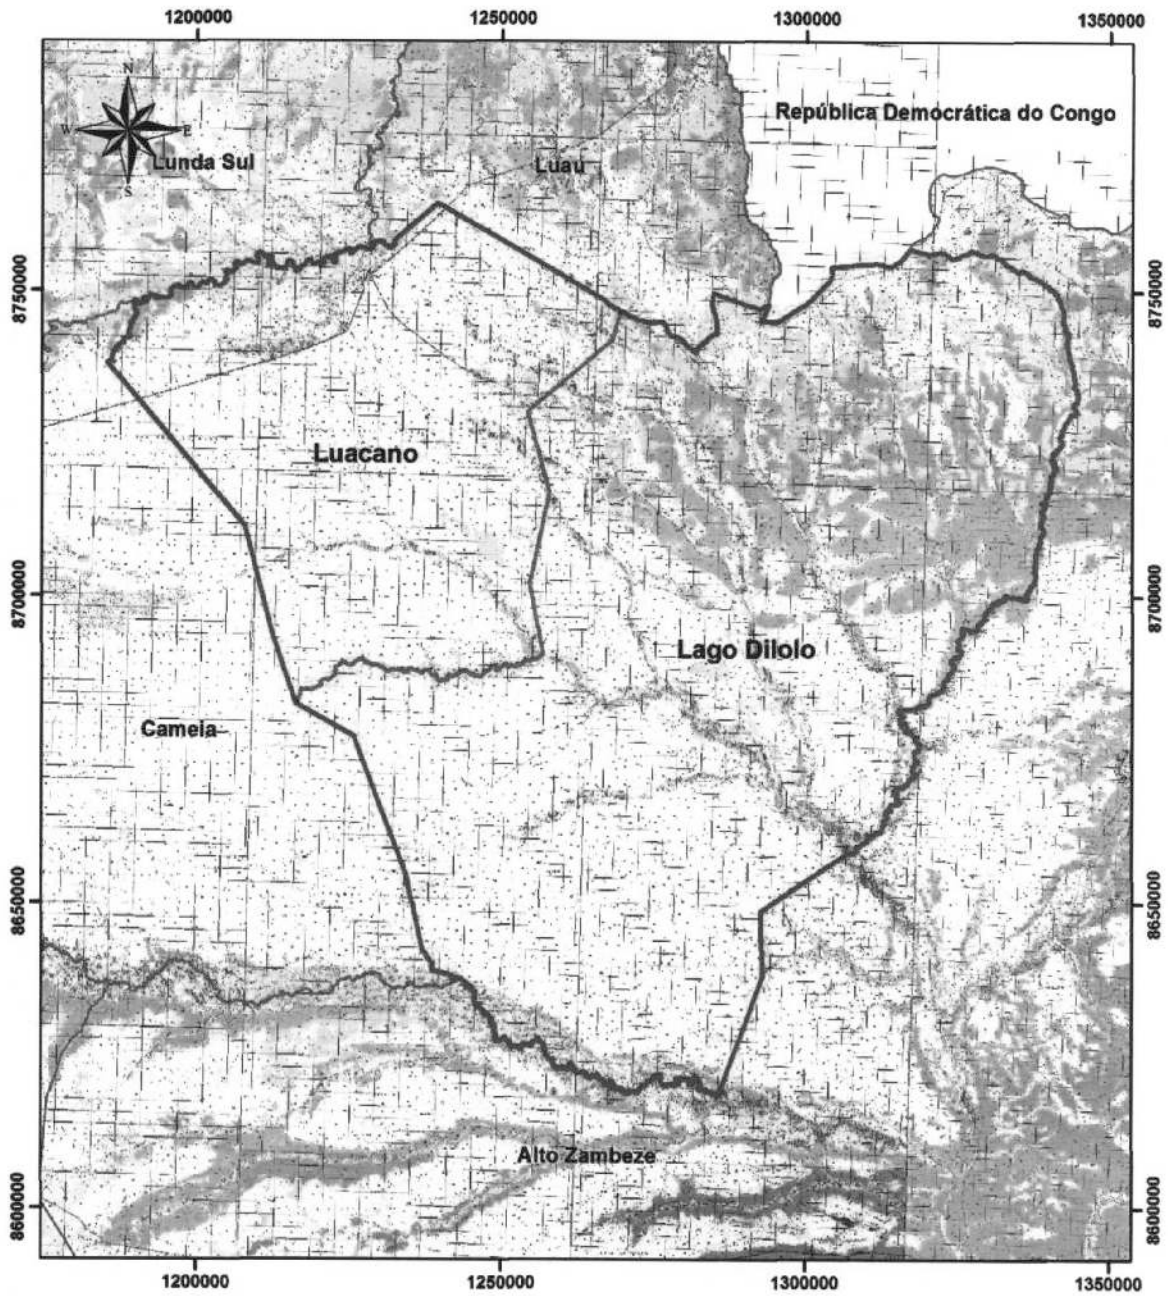 1200000 1250000 1300000 1350000
República Democrática do Congo
N
W E
S
Lunda Sul
Luau
8750000 8750000
Luacano
8700000 8700000
Lago Dilolo
Cameia
8650000 8650000
Alto Zambeze
8600000 8600000
1200000 1250000 1300000 1350000